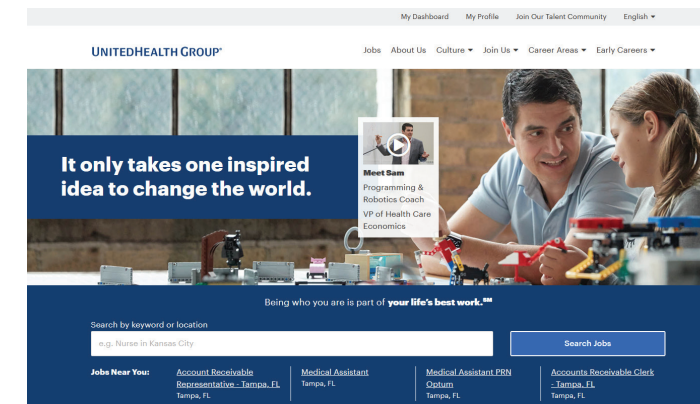 My Dashboard My Profile Join Our Talent Community English
UNITEDHEALTH GROUP®
Jobs About Us Culture Join Us Career Areas Early Careers
It only takes one inspired
idea to change the world.
Meet Sam
Programming &
Robotics Coach
VP of Health Care
Economics
Being who you are is part of your life's best work.℠
Search by keyword or location
e.g. Nurse in Kansas City
Search Jobs
Jobs Near You:
Account Receivable
Representative - Tampa, FL
Tampa, FL
Medical Assistant
Tampa, FL
Medical Assistant PRN
Optum
Tampa, FL
Accounts Receivable Clerk
- Tampa, FL
Tampa, FL